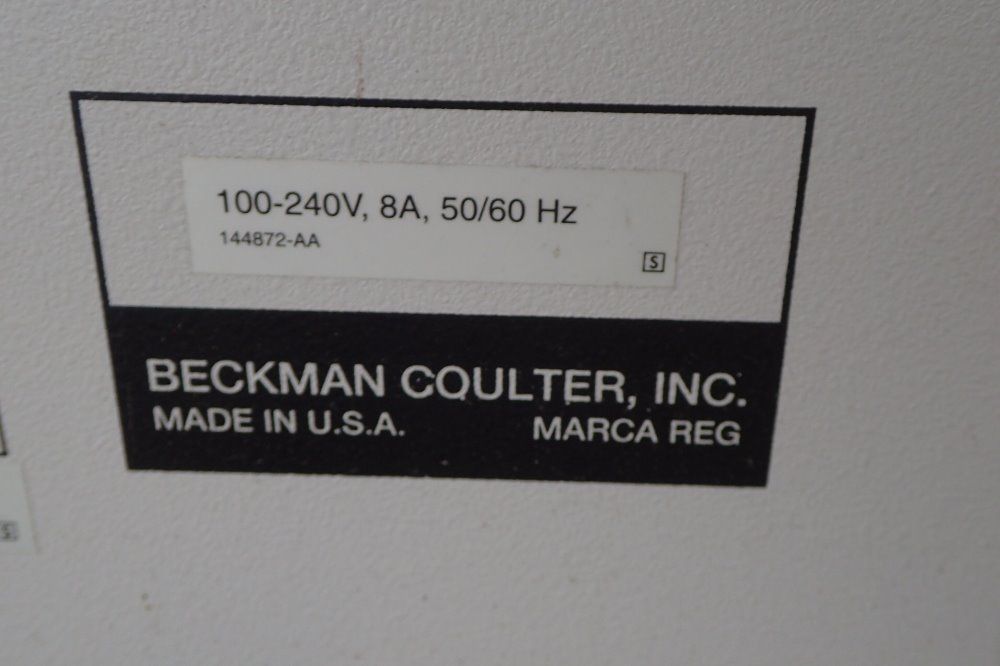 100-240V, 8A, 50/60 Hz
144872-AA
S
BECKMAN COULTER, INC.
MADE IN U.S.A. MARCA REG
S